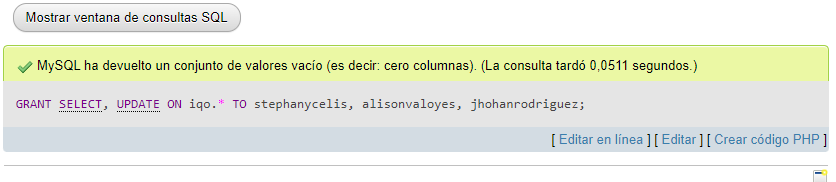 Mostrar ventana de consultas SQL
MySQL ha devuelto un conjunto de valores vacío (es decir: cero columnas). (La consulta tardó 0,0511 segundos.)
GRANT SELECT, UPDATE ON iqo.* TO stephanycelis, alisonvaloyes, jhohanrodriguez;
[ Editar en línea ] [ Editar ] [ Crear código PHP ]